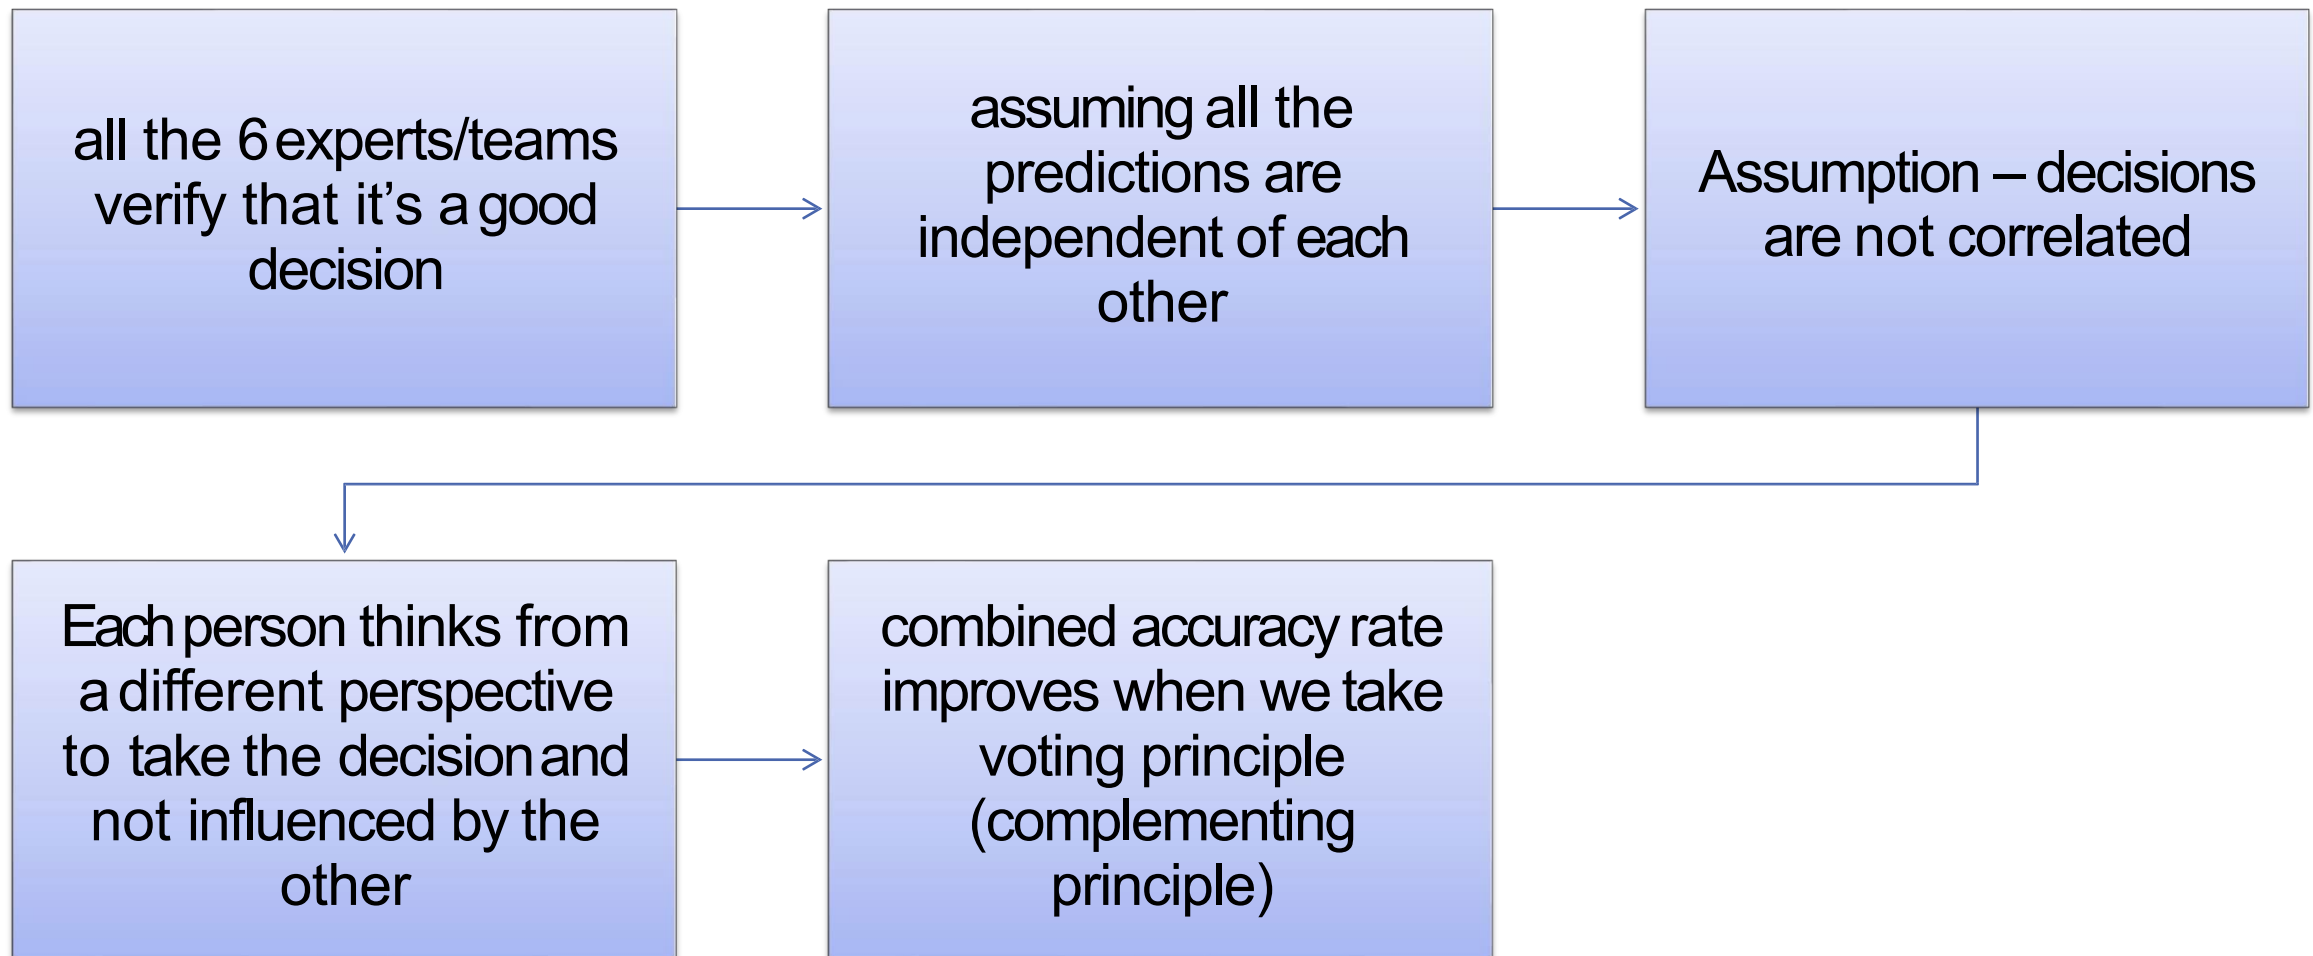 all the 6 experts/teams
verify that it’s a good
decision
assuming all the
predictions are
independent of each
other
Assumption – decisions
are not correlated
Each person thinks from
a different perspective
to take the decision and
not influenced by the
other
combined accuracy rate
improves when we take
voting principle
(complementing
principle)